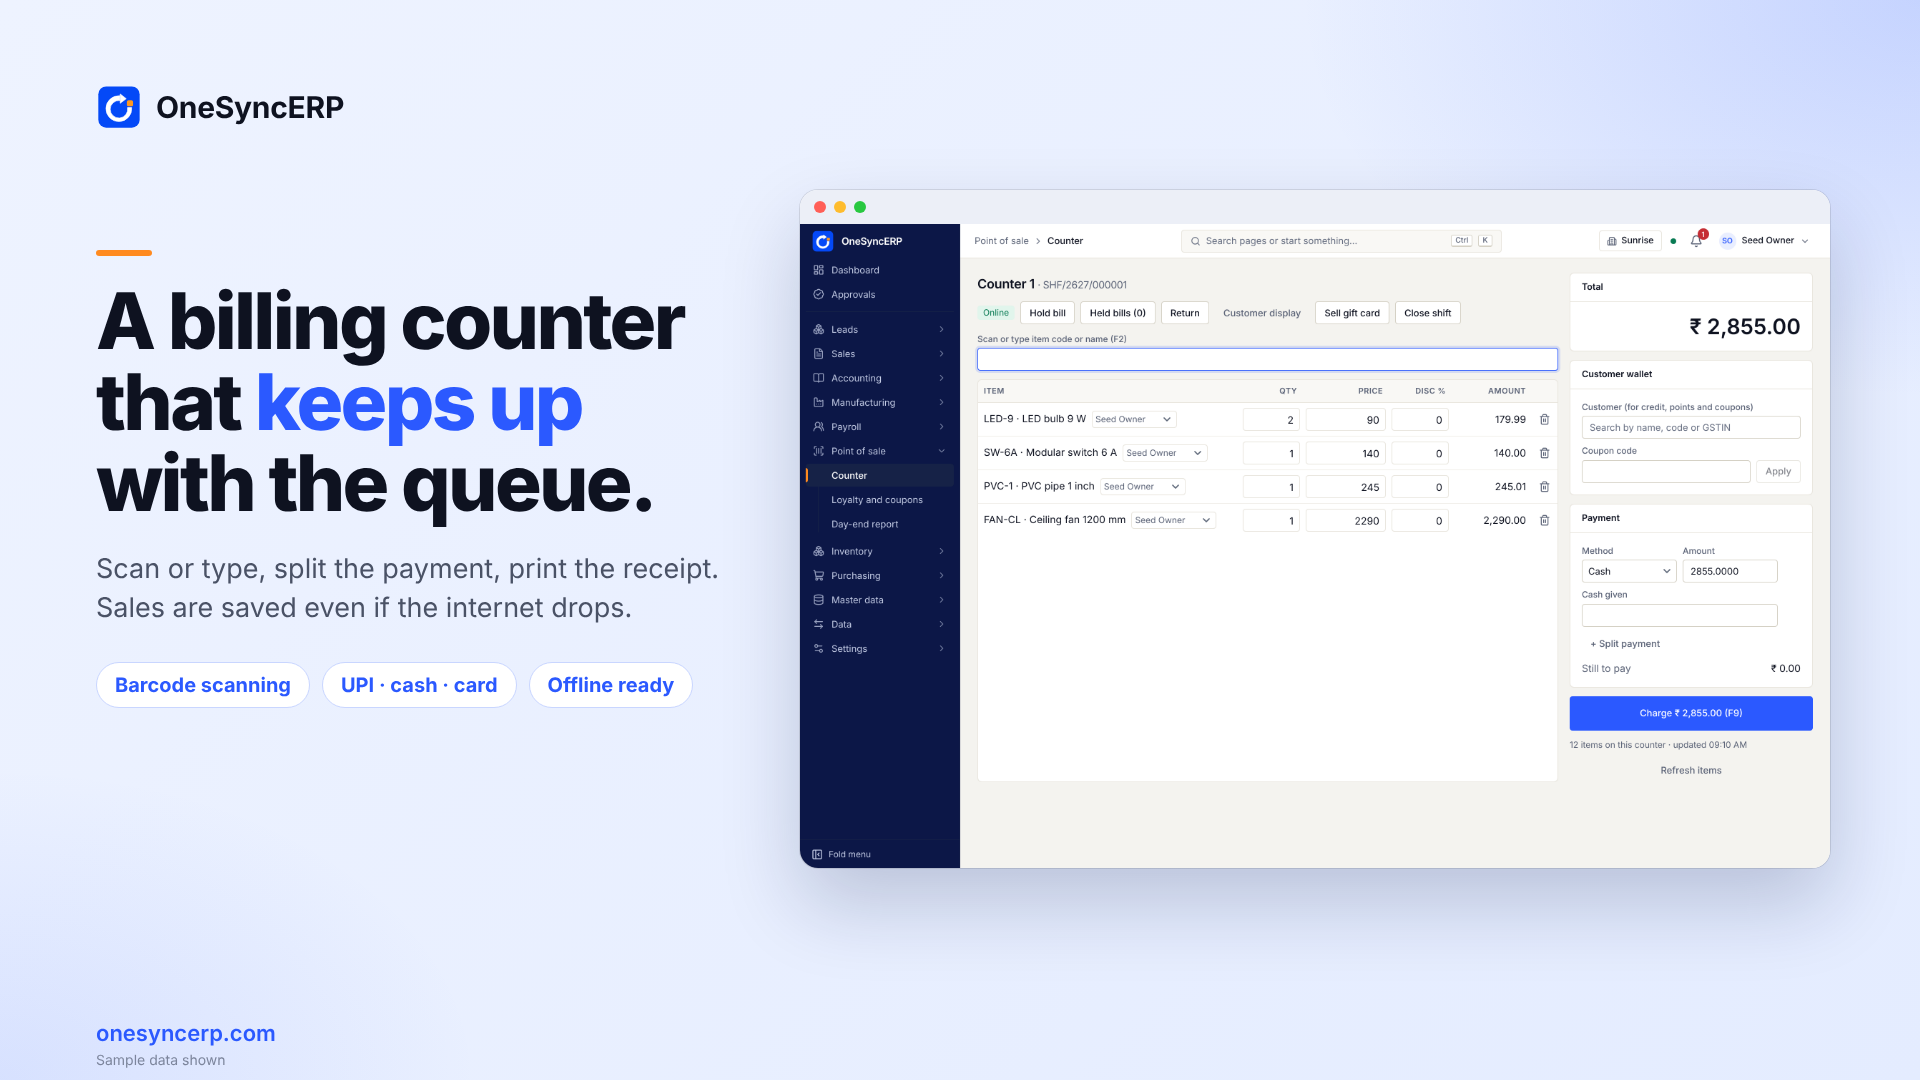 OneSyncERP
A billing counter
that keeps up
with the queue.
Scan or type, split the payment, print the receipt.
Sales are saved even if the internet drops.
Barcode scanning
UPI · cash · card
Offline ready
onesyncerp.com
Sample data shown
OneSyncERP
Dashboard
Approvals
Leads
Sales
Accounting
Manufacturing
Payroll
Point of sale
Counter
Loyalty and coupons
Day-end report
Inventory
Purchasing
Master data
Data
Settings
Fold menu
Point of sale > Counter
Search pages or start something... Ctrl K
Sunrise
1
SO Seed Owner
Counter 1 · SHF/2627/000001
Online Hold bill Held bills (0) Return Customer display Sell gift card Close shift
Scan or type item code or name (F2)
ITEM QTY PRICE DISC % AMOUNT
LED-9 · LED bulb 9 W Seed Owner 2 90 0 179.99
SW-6A · Modular switch 6 A Seed Owner 1 140 0 140.00
PVC-1 · PVC pipe 1 inch Seed Owner 1 245 0 245.01
FAN-CL · Ceiling fan 1200 mm Seed Owner 1 2290 0 2,290.00
Total
₹ 2,855.00
Customer wallet
Customer (for credit, points and coupons)
Search by name, code or GSTIN
Coupon code
Apply
Payment
Method Amount
Cash 2855.0000
Cash given
+ Split payment
Still to pay ₹ 0.00
Charge ₹ 2,855.00 (F9)
12 items on this counter · updated 09:10 AM
Refresh items